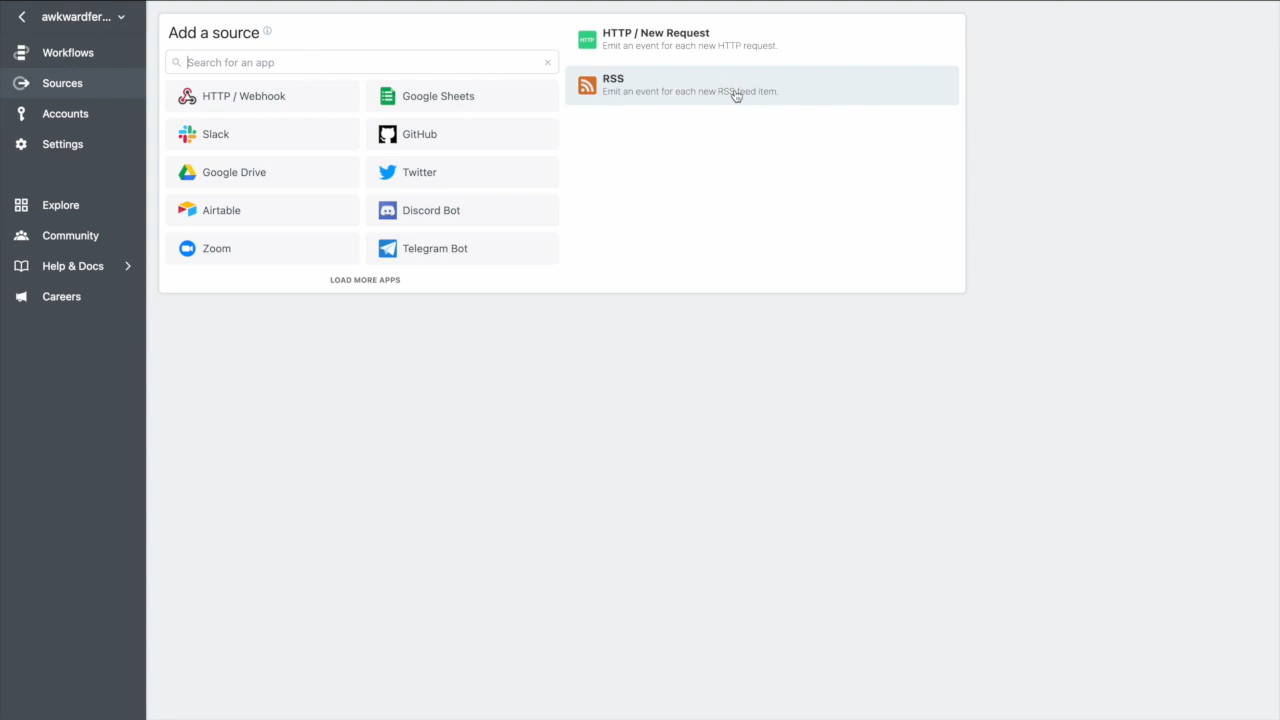 awkwardfer...
Workflows
Sources
Accounts
Settings
Explore
Community
Help & Docs
Careers
Add a source
Search for an app
HTTP / Webhook
Google Sheets
Slack
GitHub
Google Drive
Twitter
Airtable
Discord Bot
Zoom
Telegram Bot
LOAD MORE APPS
HTTP
HTTP / New Request
Emit an event for each new HTTP request.
RSS
Emit an event for each new RSS feed item.